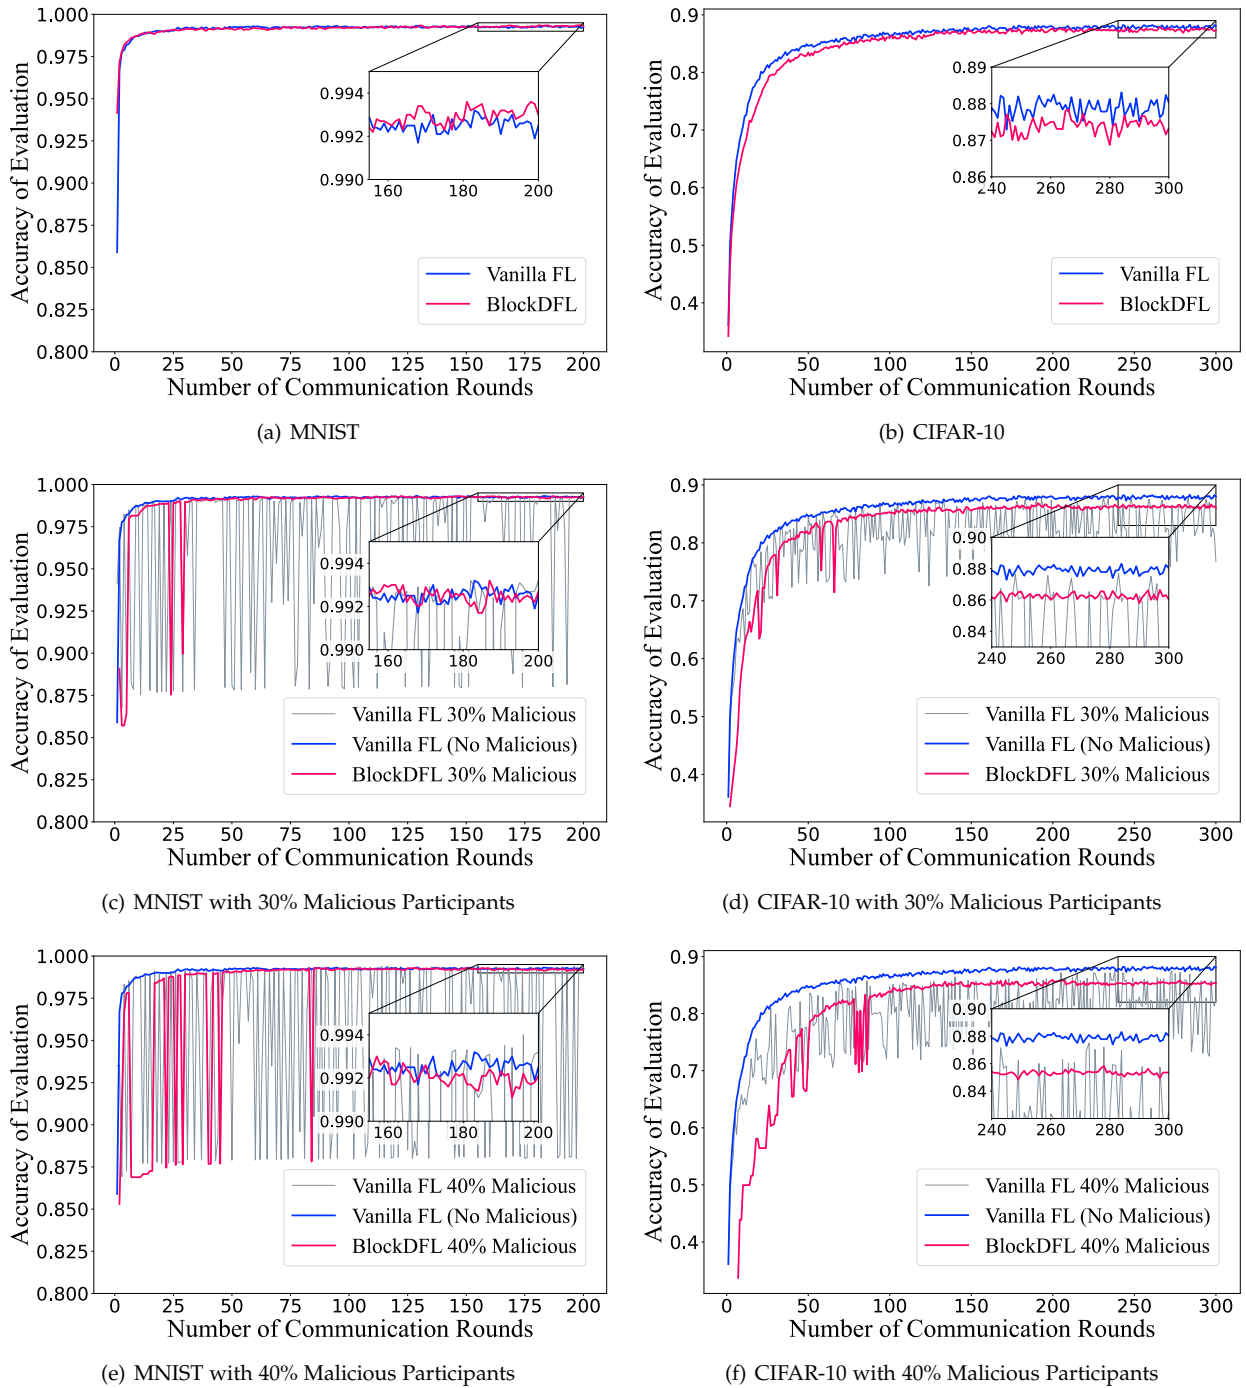 1.000
0.975
0.950
0.925
0.900
0.875
0.850
0.825
0.800
Accuracy of Evaluation
0.994
0.992
0.990
160 180 200
Vanilla FL
BlockDFL
0 25 50 75 100 125 150 175 200
Number of Communication Rounds
(a) MNIST
0.9
0.8
0.7
0.6
0.5
0.4
Accuracy of Evaluation
0.89
0.88
0.87
0.86
240 260 280 300
Vanilla FL
BlockDFL
0 50 100 150 200 250 300
Number of Communication Rounds
(b) CIFAR-10
1.000
0.975
0.950
0.925
0.900
0.875
0.850
0.825
0.800
Accuracy of Evaluation
0.994
0.992
0.990
160 180 200
Vanilla FL 30% Malicious
Vanilla FL (No Malicious)
BlockDFL 30% Malicious
0 25 50 75 100 125 150 175 200
Number of Communication Rounds
(c) MNIST with 30% Malicious Participants
0.9
0.8
0.7
0.6
0.5
0.4
Accuracy of Evaluation
0.90
0.88
0.86
0.84
240 260 280 300
Vanilla FL 30% Malicious
Vanilla FL (No Malicious)
BlockDFL 30% Malicious
0 50 100 150 200 250 300
Number of Communication Rounds
(d) CIFAR-10 with 30% Malicious Participants
1.000
0.975
0.950
0.925
0.900
0.875
0.850
0.825
0.800
Accuracy of Evaluation
0.994
0.992
0.990
160 180 200
Vanilla FL 40% Malicious
Vanilla FL (No Malicious)
BlockDFL 40% Malicious
0 25 50 75 100 125 150 175 200
Number of Communication Rounds
(e) MNIST with 40% Malicious Participants
0.9
0.8
0.7
0.6
0.5
0.4
Accuracy of Evaluation
0.90
0.88
0.86
0.84
240 260 280 300
Vanilla FL 40% Malicious
Vanilla FL (No Malicious)
BlockDFL 40% Malicious
0 50 100 150 200 250 300
Number of Communication Rounds
(f) CIFAR-10 with 40% Malicious Participants